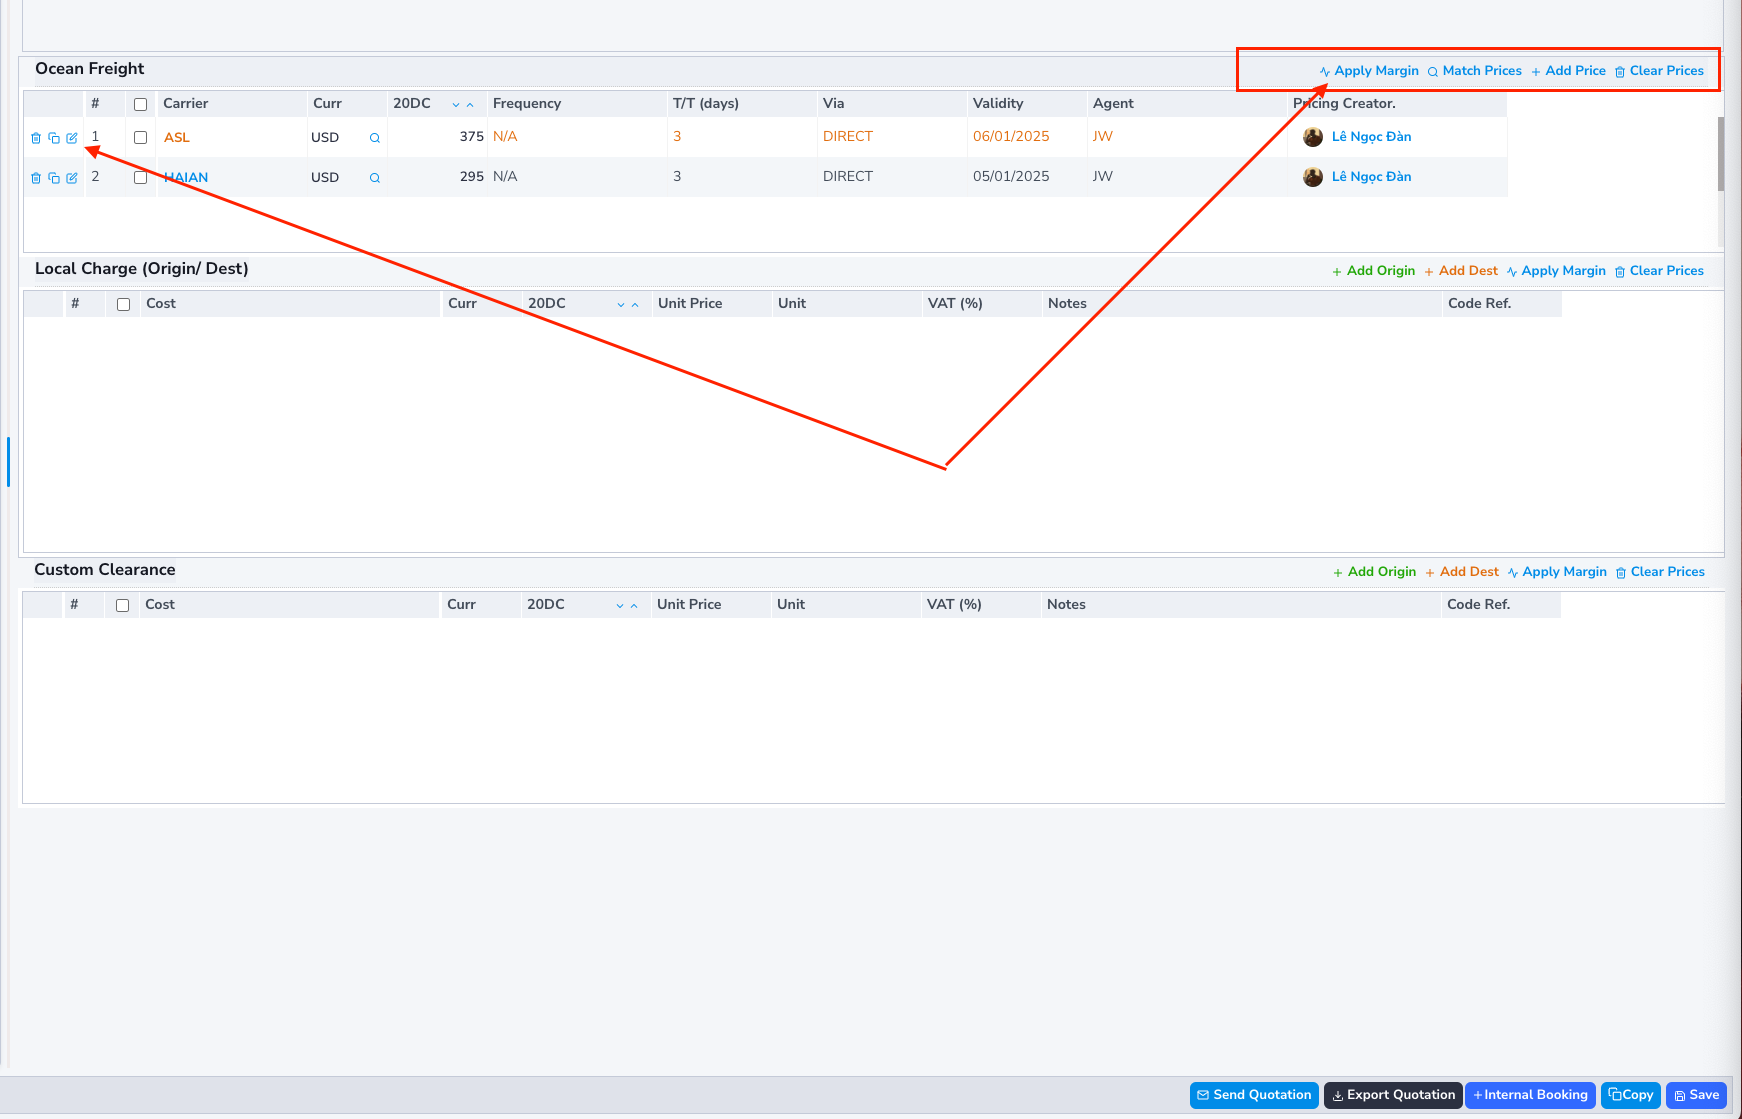 Ocean Freight Apply Margin Match Prices + Add Price Clear Prices
# Carrier Curr 20DC Frequency T/T (days) Via Validity Agent Pricing Creator.
1 ASL USD 375 N/A 3 DIRECT 06/01/2025 JW Lê Ngọc Đàn
2 HAIAN USD 295 N/A 3 DIRECT 05/01/2025 JW Lê Ngọc Đàn
Local Charge (Origin/ Dest) + Add Origin + Add Dest Apply Margin Clear Prices
# Cost Curr 20DC Unit Price Unit VAT (%) Notes Code Ref.
Custom Clearance + Add Origin + Add Dest Apply Margin Clear Prices
# Cost Curr 20DC Unit Price Unit VAT (%) Notes Code Ref.
Send Quotation Export Quotation + Internal Booking Copy Save